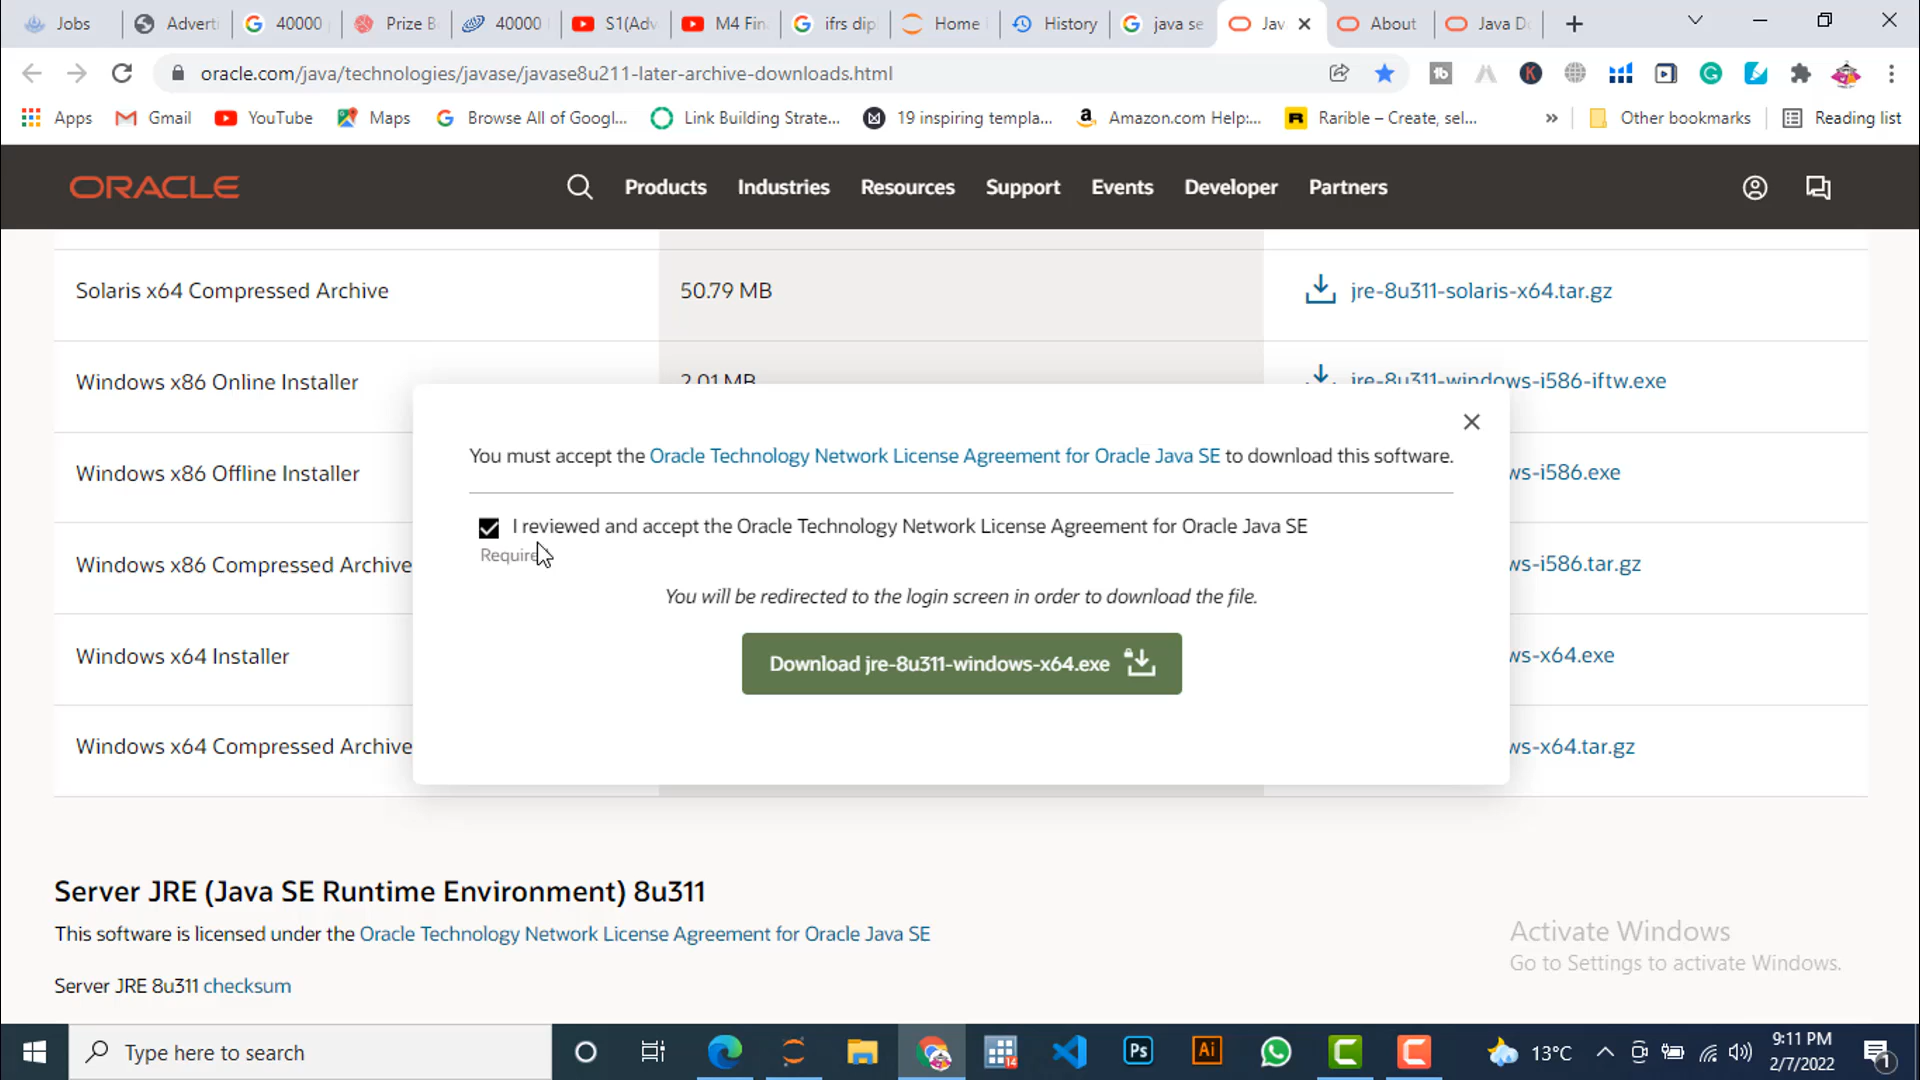 Jobs
Adverti
40000
Prize B
40000
S1(Adv
M4 Fin
ifrs dip
Home
History
java se
Jav
About
Java D
oracle.com/java/technologies/javase/javase8u211-later-archive-downloads.html
Apps
Gmail
YouTube
Maps
Browse All of Googl...
Link Building Strate...
19 inspiring templa...
Amazon.com Help:...
Rarible – Create, sel...
»
Other bookmarks
Reading list
ORACLE
Products
Industries
Resources
Support
Events
Developer
Partners
Solaris x64 Compressed Archive
50.79 MB
jre-8u311-solaris-x64.tar.gz
Windows x86 Online Installer
2.01 MB
jre-8u311-windows-i586-iftw.exe
Windows x86 Offline Installer
ws-i586.exe
Windows x86 Compressed Archive
ws-i586.tar.gz
Windows x64 Installer
ws-x64.exe
Windows x64 Compressed Archive
ws-x64.tar.gz
You must accept the Oracle Technology Network License Agreement for Oracle Java SE to download this software.
I reviewed and accept the Oracle Technology Network License Agreement for Oracle Java SE
Require
You will be redirected to the login screen in order to download the file.
Download jre-8u311-windows-x64.exe
Server JRE (Java SE Runtime Environment) 8u311
This software is licensed under the Oracle Technology Network License Agreement for Oracle Java SE
Server JRE 8u311 checksum
Activate Windows
Go to Settings to activate Windows.
Type here to search
Ps
Ai
13°C
9:11 PM
2/7/2022
1